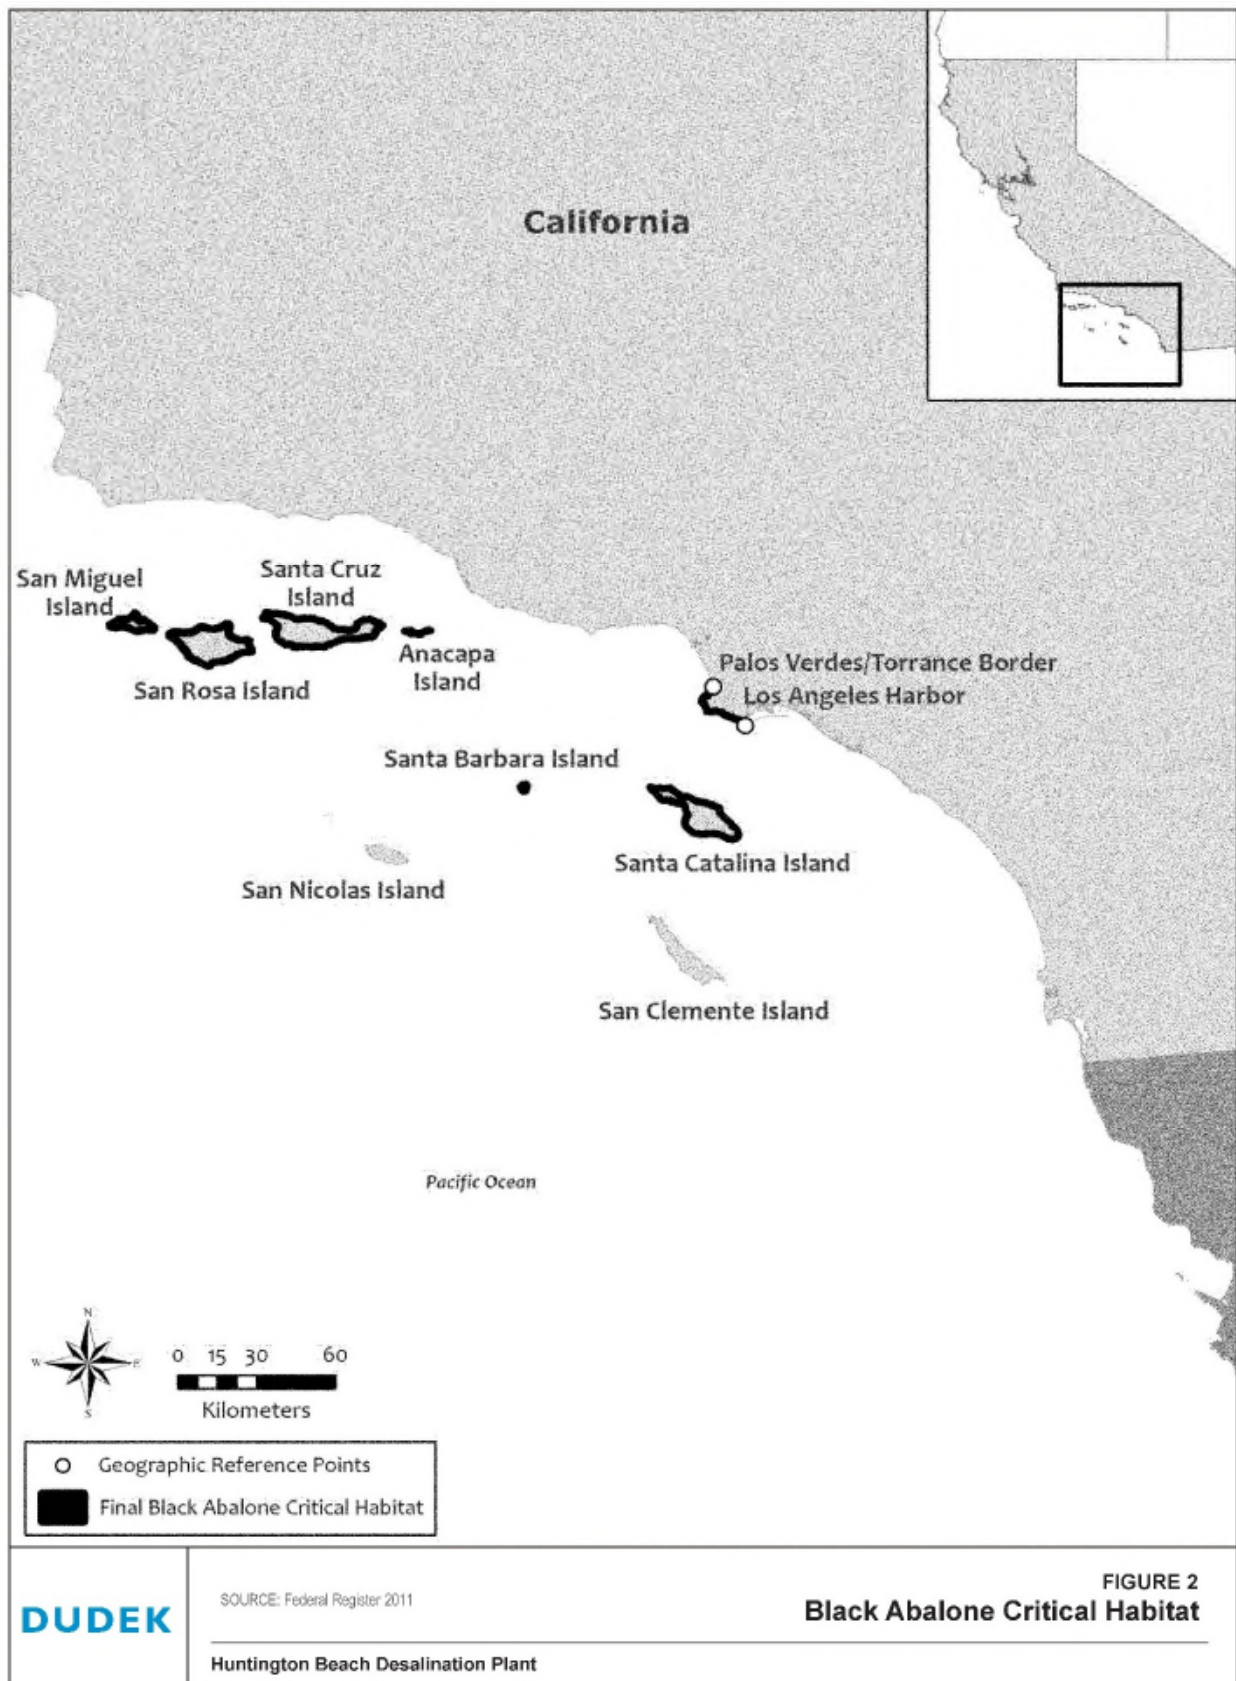 California
San Miguel
Island
Santa Cruz
Island
San Rosa Island
Anacapa
Island
Palos Verdes/Torrance Border
Los Angeles Harbor
Santa Barbara Island
San Nicolas Island
Santa Catalina Island
San Clemente Island
Pacific Ocean
N
W
E
S
0 15 30 60
Kilometers
Geographic Reference Points
Final Black Abalone Critical Habitat
DUDEK
SOURCE: Federal Register 2011
FIGURE 2
Black Abalone Critical Habitat
Huntington Beach Desalination Plant